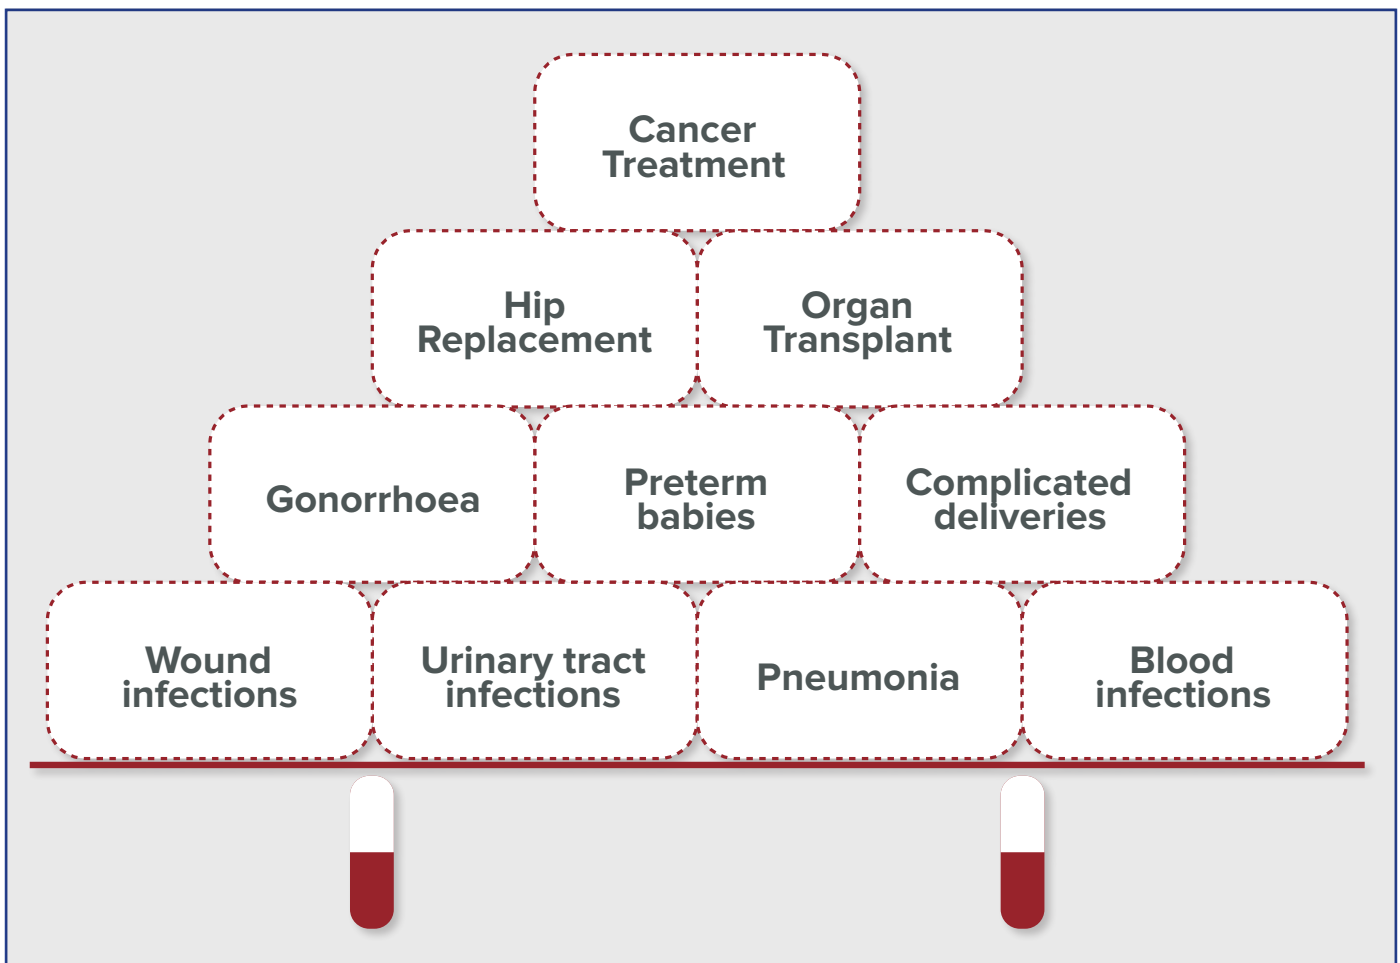 Cancer
Treatment
Hip
Replacement
Organ
Transplant
Gonorrhoea
Preterm
babies
Complicated
deliveries
Wound
infections
Urinary tract
infections
Pneumonia
Blood
infections